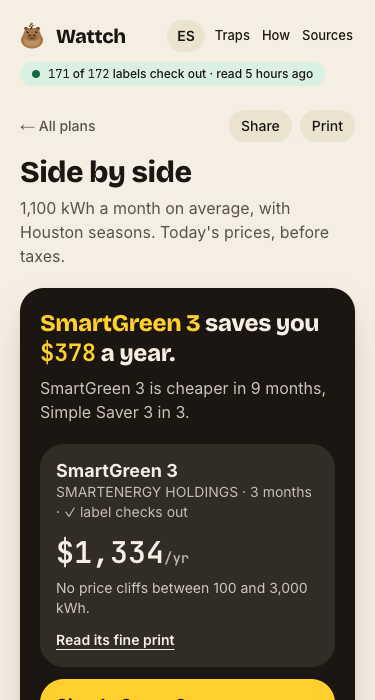 Wattch
ES Traps How Sources
171 of 172 labels check out · read 5 hours ago
← All plans
Share
Print
Side by side
1,100 kWh a month on average, with
Houston seasons. Today's prices, before
taxes.
SmartGreen 3 saves you
$378 a year.
SmartGreen 3 is cheaper in 9 months,
Simple Saver 3 in 3.
SmartGreen 3
SMARTENERGY HOLDINGS · 3 months
· ✓ label checks out
$1,334/yr
No price cliffs between 100 and 3,000
kWh.
Read its fine print